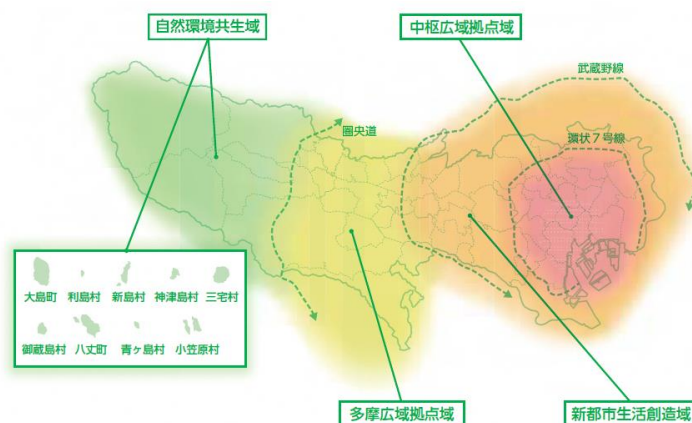 自然環境共生域
中枢広域拠点域
武蔵野線
圏央道
環状7号線
大島町 利島村 新島村 神津島村 三宅村
御蔵島村 八丈町 青ヶ島村 小笠原村
多摩広域拠点域
新都市生活創造域